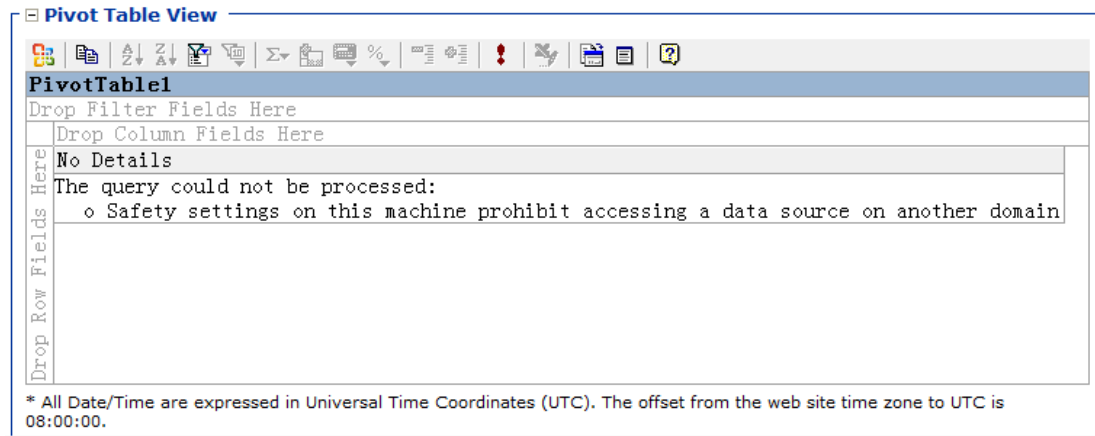 Pivot Table View
PivotTable1
Drop Filter Fields Here
Drop Column Fields Here
Drop Row Fields Here
No Details
The query could not be processed:
o Safety settings on this machine prohibit accessing a data source on another domain
* All Date/Time are expressed in Universal Time Coordinates (UTC). The offset from the web site time zone to UTC is
08:00:00.